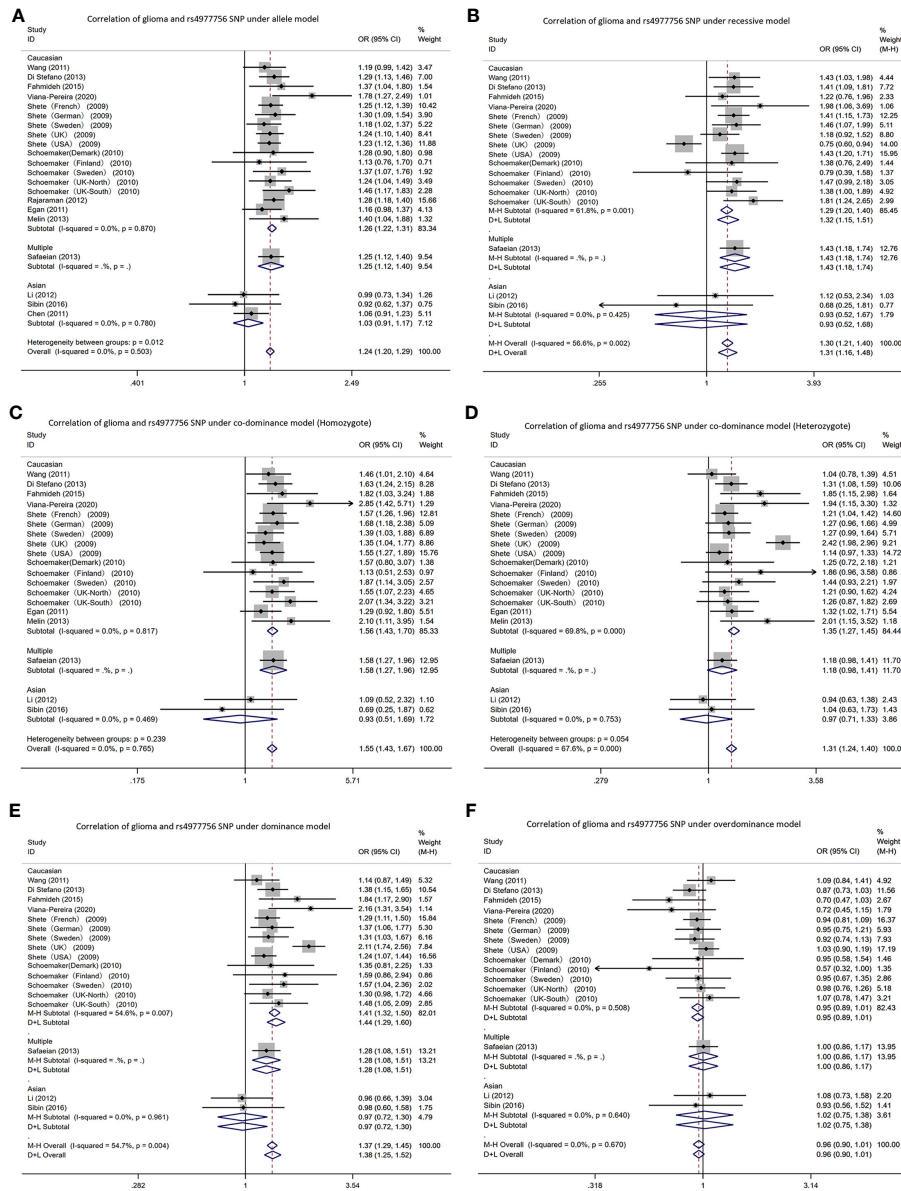 A
Correlation of glioma and rs4977756 SNP under allele model
Study %
ID OR (95% CI) Weight
Caucasian
Wang (2011) 1.19 (0.99, 1.42) 3.47
Di Stefano (2013) 1.29 (1.13, 1.46) 7.00
Fahmideh (2015) 1.37 (1.04, 1.80) 1.54
Viana-Pereira (2020) 1.78 (1.27, 2.49) 1.01
Shete (French) (2009) 1.25 (1.12, 1.39) 10.42
Shete (German) (2009) 1.30 (1.09, 1.54) 3.90
Shete (Sweden) (2009) 1.18 (1.02, 1.37) 5.22
Shete (UK) (2009) 1.24 (1.10, 1.40) 8.41
Shete (USA) (2009) 1.23 (1.12, 1.36) 11.88
Schoemaker(Demark) (2010) 1.28 (0.90, 1.80) 0.98
Schoemaker (Finland) (2010) 1.13 (0.76, 1.70) 0.71
Schoemaker (Sweden) (2010) 1.37 (1.07, 1.76) 1.92
Schoemaker (UK-North) (2010) 1.24 (1.04, 1.49) 3.49
Schoemaker (UK-South) (2010) 1.46 (1.17, 1.83) 2.28
Rajaraman (2012) 1.28 (1.18, 1.40) 15.66
Egan (2011) 1.16 (0.98, 1.37) 4.13
Melin (2013) 1.40 (1.04, 1.88) 1.32
Subtotal (I-squared = 0.0%, p = 0.870) 1.26 (1.22, 1.31) 83.34
.
Multiple
Safaeian (2013) 1.25 (1.12, 1.40) 9.54
Subtotal (I-squared = .%, p = .) 1.25 (1.12, 1.40) 9.54
.
Asian
Li (2012) 0.99 (0.73, 1.34) 1.26
Sibin (2016) 0.92 (0.62, 1.37) 0.75
Chen (2011) 1.06 (0.91, 1.23) 5.11
Subtotal (I-squared = 0.0%, p = 0.780) 1.03 (0.91, 1.17) 7.12
.
Heterogeneity between groups: p = 0.012
Overall (I-squared = 0.0%, p = 0.503) 1.24 (1.20, 1.29) 100.00
.401 1 2.49
B
Correlation of glioma and rs4977756 SNP under recessive model
Study %
Weight
ID OR (95% CI) (M-H)
Caucasian
Wang (2011) 1.43 (1.03, 1.98) 4.44
Di Stefano (2013) 1.41 (1.09, 1.81) 7.72
Fahmideh (2015) 1.22 (0.76, 1.96) 2.33
Viana-Pereira (2020) 1.98 (1.06, 3.69) 1.06
Shete (French) (2009) 1.41 (1.15, 1.73) 12.25
Shete (German) (2009) 1.46 (1.07, 1.99) 5.11
Shete (Sweden) (2009) 1.18 (0.92, 1.52) 8.80
Shete (UK) (2009) 0.75 (0.60, 0.94) 14.00
Shete (USA) (2009) 1.43 (1.20, 1.71) 15.95
Schoemaker(Demark) (2010) 1.38 (0.76, 2.49) 1.44
Schoemaker (Finland) (2010) 0.79 (0.39, 1.58) 1.37
Schoemaker (Sweden) (2010) 1.47 (0.99, 2.18) 3.05
Schoemaker (UK-North) (2010) 1.38 (1.00, 1.89) 4.92
Schoemaker (UK-South) (2010) 1.81 (1.24, 2.65) 2.99
M-H Subtotal (I-squared = 61.8%, p = 0.001) 1.29 (1.20, 1.40) 85.45
D+L Subtotal 1.32 (1.15, 1.51)
.
Multiple
Safaeian (2013) 1.43 (1.18, 1.74) 12.76
M-H Subtotal (I-squared = .%, p = .) 1.43 (1.18, 1.74) 12.76
D+L Subtotal 1.43 (1.18, 1.74)
.
Asian
Li (2012) 1.12 (0.53, 2.34) 1.03
Sibin (2016) 0.68 (0.25, 1.81) 0.77
M-H Subtotal (I-squared = 0.0%, p = 0.425) 0.93 (0.52, 1.67) 1.79
D+L Subtotal 0.93 (0.52, 1.68)
.
M-H Overall (I-squared = 56.6%, p = 0.002) 1.30 (1.21, 1.40) 100.00
D+L Overall 1.31 (1.16, 1.48)
.255 1 3.93
C
Correlation of glioma and rs4977756 SNP under co-dominance model (Homozygote)
Study %
ID OR (95% CI) Weight
Caucasian
Wang (2011) 1.46 (1.01, 2.10) 4.64
Di Stefano (2013) 1.63 (1.24, 2.15) 8.28
Fahmideh (2015) 1.82 (1.03, 3.24) 1.88
Viana-Pereira (2020) 2.85 (1.42, 5.71) 1.29
Shete (French) (2009) 1.57 (1.26, 1.96) 12.81
Shete (German) (2009) 1.68 (1.18, 2.38) 5.09
Shete (Sweden) (2009) 1.39 (1.03, 1.88) 6.89
Shete (UK) (2009) 1.35 (1.04, 1.77) 8.86
Shete (USA) (2009) 1.55 (1.27, 1.89) 15.76
Schoemaker(Demark) (2010) 1.57 (0.80, 3.07) 1.38
Schoemaker (Finland) (2010) 1.13 (0.51, 2.53) 0.97
Schoemaker (Sweden) (2010) 1.87 (1.14, 3.05) 2.57
Schoemaker (UK-North) (2010) 1.55 (1.07, 2.23) 4.65
Schoemaker (UK-South) (2010) 2.07 (1.34, 3.22) 3.21
Egan (2011) 1.29 (0.92, 1.80) 5.51
Melin (2013) 2.10 (1.11, 3.95) 1.54
Subtotal (I-squared = 0.0%, p = 0.817) 1.56 (1.43, 1.70) 85.33
.
Multiple
Safaeian (2013) 1.58 (1.27, 1.96) 12.95
Subtotal (I-squared = .%, p = .) 1.58 (1.27, 1.96) 12.95
.
Asian
Li (2012) 1.09 (0.52, 2.32) 1.10
Sibin (2016) 0.69 (0.25, 1.87) 0.62
Subtotal (I-squared = 0.0%, p = 0.469) 0.93 (0.51, 1.69) 1.72
.
Heterogeneity between groups: p = 0.239
Overall (I-squared = 0.0%, p = 0.765) 1.55 (1.43, 1.67) 100.00
.175 1 5.71
D
Correlation of glioma and rs4977756 SNP under co-dominance model (Heterozygote)
Study %
ID OR (95% CI) Weight
Caucasian
Wang (2011) 1.04 (0.78, 1.39) 4.51
Di Stefano (2013) 1.31 (1.08, 1.59) 10.06
Fahmideh (2015) 1.85 (1.15, 2.98) 1.64
Viana-Pereira (2020) 1.94 (1.15, 3.30) 1.32
Shete (French) (2009) 1.21 (1.04, 1.42) 14.60
Shete (German) (2009) 1.27 (0.96, 1.66) 4.99
Shete (Sweden) (2009) 1.27 (0.99, 1.64) 5.71
Shete (UK) (2009) 2.42 (1.98, 2.96) 9.21
Shete (USA) (2009) 1.14 (0.97, 1.33) 14.72
Schoemaker(Demark) (2010) 1.25 (0.72, 2.18) 1.21
Schoemaker (Finland) (2010) 1.86 (0.96, 3.58) 0.86
Schoemaker (Sweden) (2010) 1.44 (0.93, 2.21) 1.97
Schoemaker (UK-North) (2010) 1.21 (0.90, 1.62) 4.24
Schoemaker (UK-South) (2010) 1.26 (0.87, 1.82) 2.69
Egan (2011) 1.32 (1.02, 1.70) 5.54
Melin (2013) 2.01 (1.15, 3.52) 1.18
Subtotal (I-squared = 69.8%, p = 0.000) 1.35 (1.27, 1.45) 84.44
.
Multiple
Safaeian (2013) 1.18 (0.98, 1.41) 11.70
Subtotal (I-squared = .%, p = .) 1.18 (0.98, 1.41) 11.70
.
Asian
Li (2012) 0.94 (0.63, 1.38) 2.43
Sibin (2016) 1.04 (0.63, 1.73) 1.43
Subtotal (I-squared = 0.0%, p = 0.753) 0.97 (0.71, 1.33) 3.86
.
Heterogeneity between groups: p = 0.054
Overall (I-squared = 67.6%, p = 0.000) 1.31 (1.24, 1.40) 100.0
.279 1 3.58
E
Correlation of glioma and rs4977756 SNP under dominance model
Study %
Weight
ID OR (95% CI) (M-H)
Caucasian
Wang (2011) 1.14 (0.87, 1.49) 5.32
Di Stefano (2013) 1.38 (1.15, 1.65) 10.54
Fahmideh (2015) 1.84 (1.17, 2.90) 1.57
Viana-Pereira (2020) 2.16 (1.31, 3.54) 1.14
Shete (French) (2009) 1.29 (1.11, 1.50) 15.84
Shete (German) (2009) 1.37 (1.06, 1.77) 5.30
Shete (Sweden) (2009) 1.31 (1.03, 1.67) 6.16
Shete (UK) (2009) 2.11 (1.74, 2.56) 7.84
Shete (USA) (2009) 1.24 (1.07, 1.44) 16.56
Schoemaker(Demark) (2010) 1.35 (0.81, 2.25) 1.33
Schoemaker (Finland) (2010) 1.59 (0.86, 2.94) 0.86
Schoemaker (Sweden) (2010) 1.57 (1.04, 2.36) 2.02
Schoemaker (UK-North) (2010) 1.30 (0.98, 1.72) 4.66
Schoemaker (UK-South) (2010) 1.48 (1.05, 2.09) 2.85
M-H Subtotal (I-squared = 54.6%, p = 0.007) 1.41 (1.32, 1.50) 82.01
D+L Subtotal 1.44 (1.29, 1.60)
.
Multiple
Safaeian (2013) 1.28 (1.08, 1.51) 13.21
M-H Subtotal (I-squared = .%, p = .) 1.28 (1.08, 1.51) 13.21
D+L Subtotal 1.28 (1.08, 1.51)
.
Asian
Li (2012) 0.96 (0.66, 1.39) 3.04
Sibin (2016) 0.98 (0.60, 1.58) 1.75
M-H Subtotal (I-squared = 0.0%, p = 0.961) 0.97 (0.72, 1.30) 4.79
D+L Subtotal 0.97 (0.72, 1.30)
.
M-H Overall (I-squared = 54.7%, p = 0.004) 1.37 (1.29, 1.45) 100.00
D+L Overall 1.38 (1.25, 1.52)
.282 1 3.54
F
Correlation of glioma and rs4977756 SNP under overdominance model
Study %
Weight
ID OR (95% CI) (M-H)
Caucasian
Wang (2011) 1.09 (0.84, 1.41) 4.92
Di Stefano (2013) 0.87 (0.73, 1.03) 11.56
Fahmideh (2015) 0.70 (0.47, 1.03) 2.67
Viana-Pereira (2020) 0.72 (0.45, 1.15) 1.79
Shete (French) (2009) 0.94 (0.81, 1.09) 16.37
Shete (German) (2009) 0.95 (0.75, 1.21) 5.93
Shete (Sweden) (2009) 0.92 (0.74, 1.13) 7.93
Shete (UK) (2009) 1.03 (0.90, 1.19) 17.19
Shete (USA) (2009) 0.95 (0.58, 1.54) 1.46
Schoemaker (Demark) (2010) 0.57 (0.32, 1.00) 1.35
Schoemaker (Finland) (2010) 0.95 (0.67, 1.35) 2.86
Schoemaker (Sweden) (2010) 0.98 (0.76, 1.26) 5.18
Schoemaker (UK-North) (2010) 1.07 (0.78, 1.47) 3.21
Schoemaker (UK-South) (2010)
M-H Subtotal (I-squared = 0.0%, p = 0.508) 0.95 (0.89, 1.01) 82.43
D+L Subtotal 0.95 (0.89, 1.01)
.
Multiple
Safaeian (2013) 1.00 (0.86, 1.17) 13.95
M-H Subtotal (I-squared = .%, p = .) 1.00 (0.86, 1.17) 13.95
D+L Subtotal 1.00 (0.86, 1.17)
.
Asian
Li (2012) 1.08 (0.73, 1.58) 2.20
Sibin (2016) 0.93 (0.56, 1.52) 1.41
M-H Subtotal (I-squared = 0.0%, p = 0.640) 1.02 (0.75, 1.38) 3.61
D+L Subtotal 1.02 (0.75, 1.38)
.
M-H Overall (I-squared = 0.0%, p = 0.670) 0.96 (0.90, 1.01) 100.00
D+L Overall 0.96 (0.90, 1.01)
.318 1 3.14